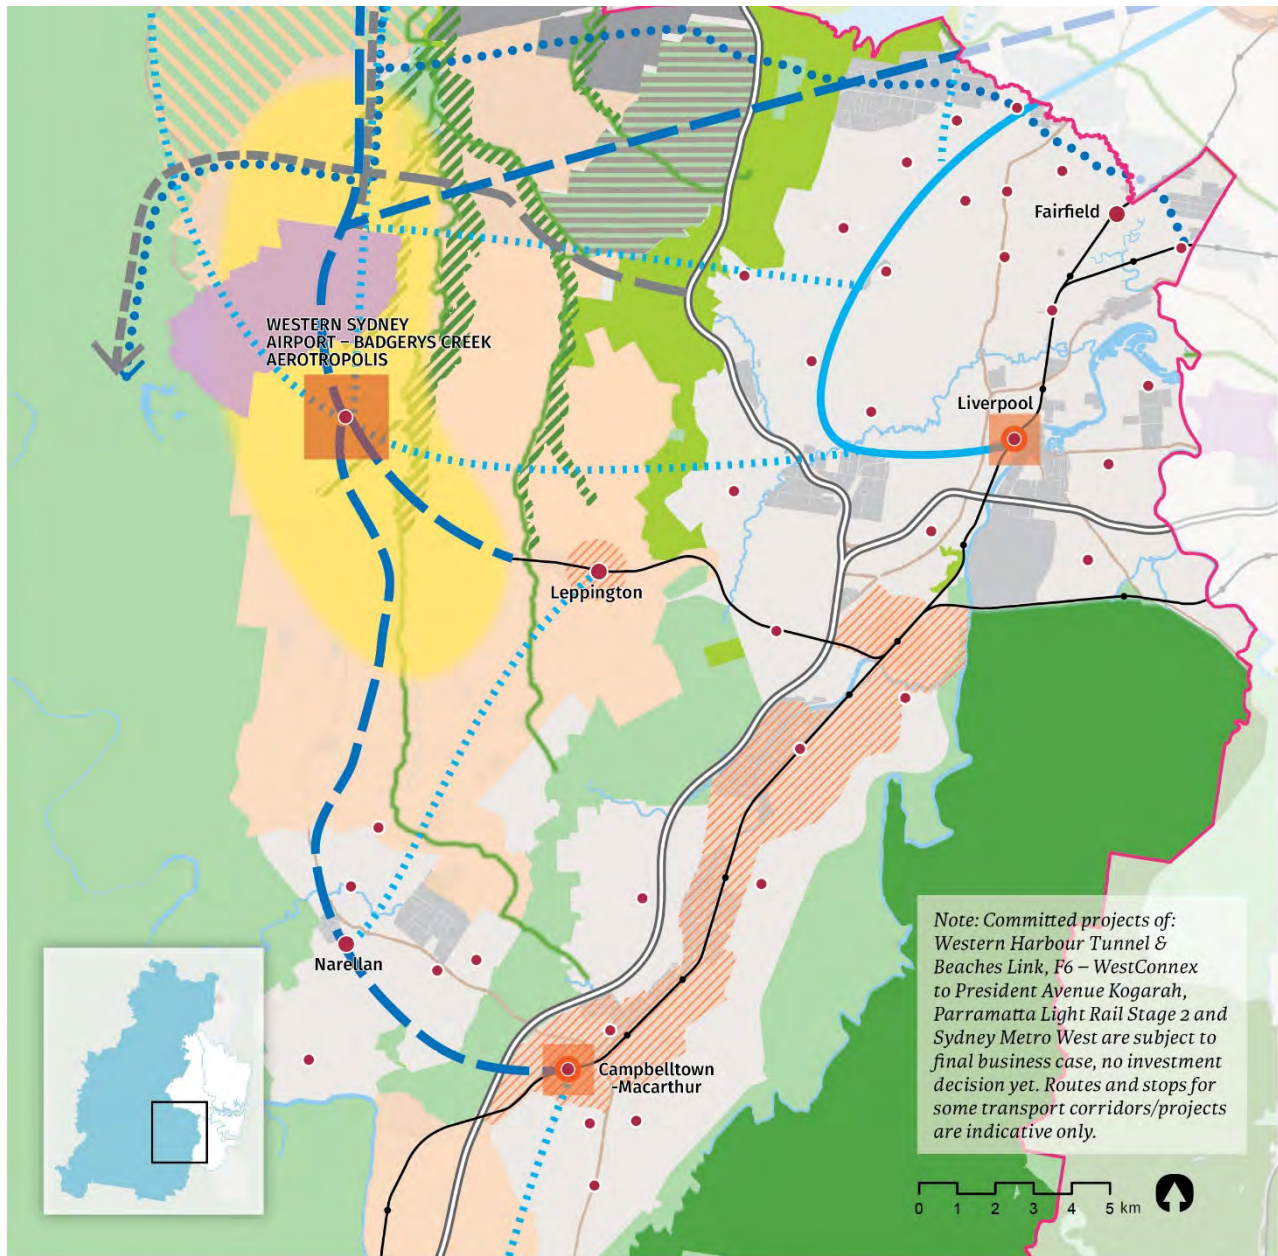 Fairfield
WESTERN SYDNEY
AIRPORT – BADGERYS CREEK
AEROTROPOLIS
Liverpool
Leppington
Narellan
Campbelltown
-Macarthur
Note: Committed projects of:
Western Harbour Tunnel &
Beaches Link, F6 – WestConnex
to President Avenue Kogarah,
Parramatta Light Rail Stage 2 and
Sydney Metro West are subject to
final business case, no investment
decision yet. Routes and stops for
some transport corridors/projects
are indicative only.
0 1 2 3 4 5 km